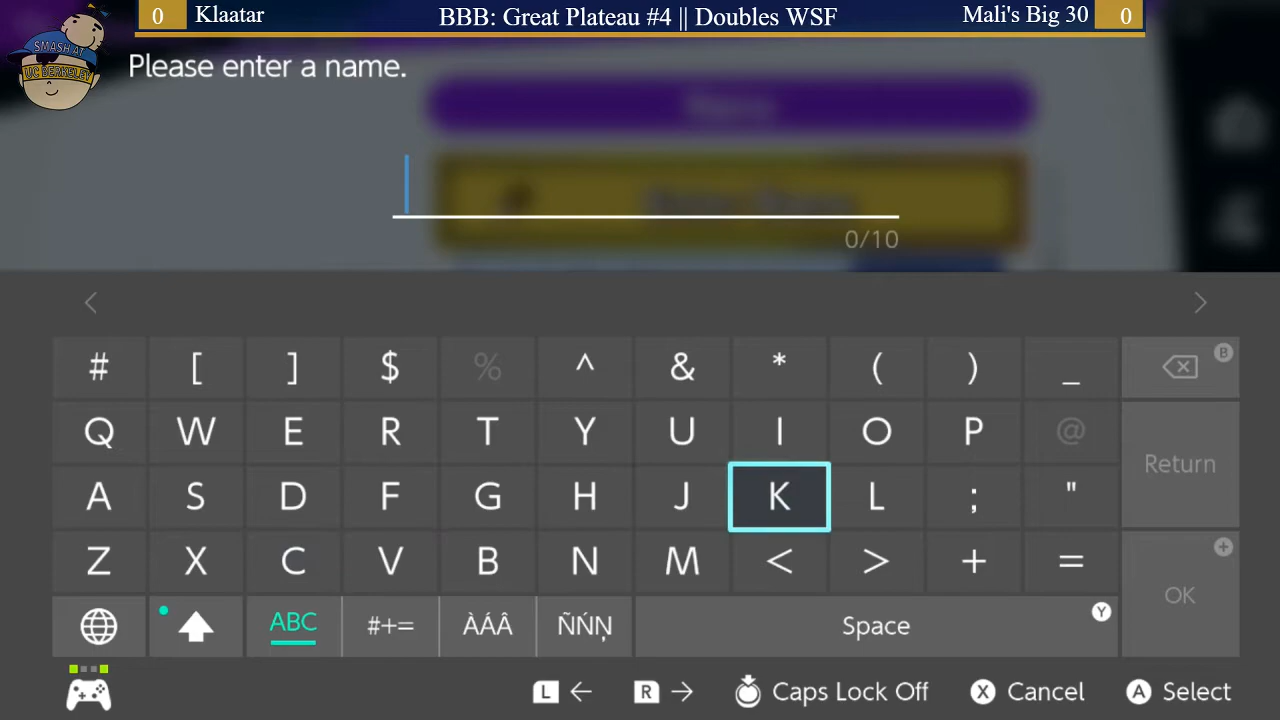 0 Klaatar BBB: Great Plateau #4 || Doubles WSF Mali's Big 30 0
SMASH AT
UC BERKELEY
Please enter a name.
0/10
# [ ] $ % ^ & * ( ) _ B
Q W E R T Y U I O P @ Return
A S D F G H J K L ; "
Z X C V B N M < > + = OK
ABC #+= ÀÁÂ ÑŃŅ Space Y
L ← R → Caps Lock Off X Cancel A Select